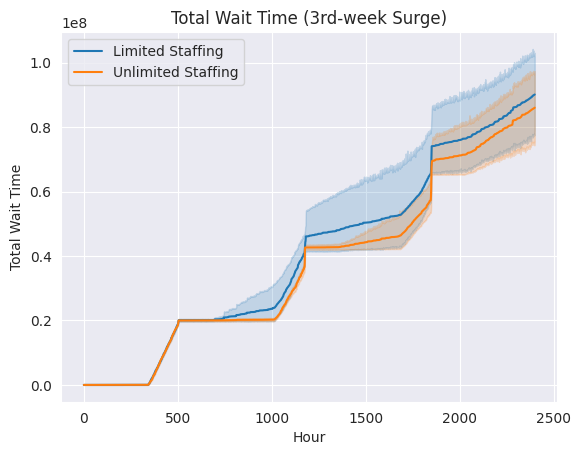 Total Wait Time (3rd-week Surge)
1e8
Limited Staffing
Unlimited Staffing
Total Wait Time
1.0
0.8
0.6
0.4
0.2
0.0
0 500 1000 1500 2000 2500
Hour